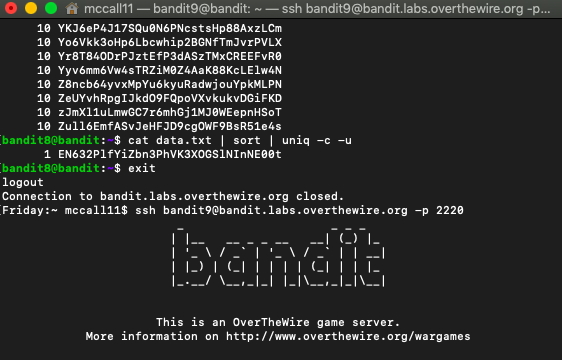 mccall11 — bandit9@bandit: ~ — ssh bandit9@bandit.labs.overthewire.org -p...
10 YKJ6eP4J17SQu0N6PNcstsHp88AxzLCm
10 Yo6Vkk3oHp6Lbcwhip2BGNfTmJvrPVLX
10 Yr8T84ODrPJztEfP3dASzTMxCREEFvR0
10 Yyv6mm6Vw4sTRZiM0Z4AaK88KcLElw4N
10 Z8ncb64yvxMpYu6kyuRadwjouYpkMLPN
10 ZeUYvhRpgIJkdO9FQpoVXvkukvDGiFKD
10 zJmXl1uLmwGC7r6mhGj1MJ0WEepnHSoT
10 Zull6EmfASvJeHFJD9cgOWF9BsR51e4s
[bandit8@bandit:~$ cat data.txt | sort | uniq -c -u
1 EN632PlfYiZbn3PhVK3XOGSlNInNE00t
[bandit8@bandit:~$ exit
logout
Connection to bandit.labs.overthewire.org closed.
[Friday:~ mccall11$ ssh bandit9@bandit.labs.overthewire.org -p 2220
bandit
This is an OverTheWire game server.
More information on http://www.overthewire.org/wargames